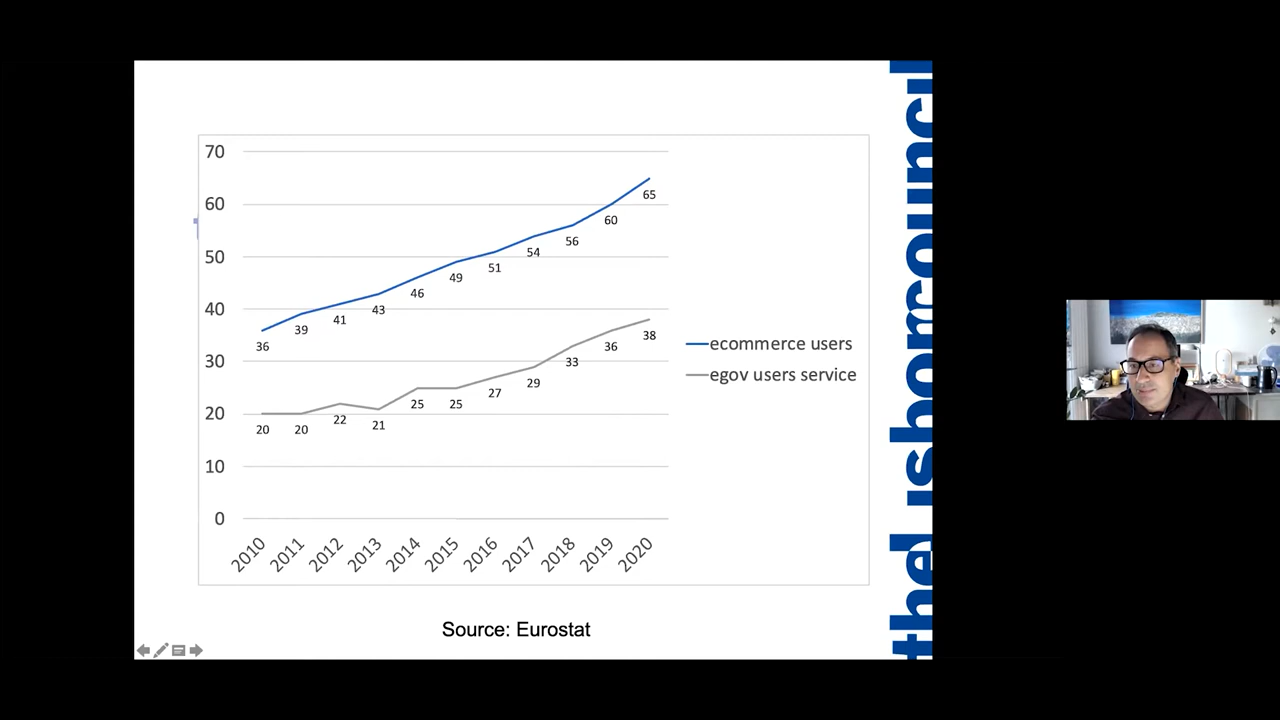 70
60
50
40
30
20
10
0
36 39 41 43 46 49 51 54 56 60 65
20 20 22 21 25 25 27 29 33 36 38
2010 2011 2012 2013 2014 2015 2016 2017 2018 2019 2020
ecommerce users
egov users service
Source: Eurostat